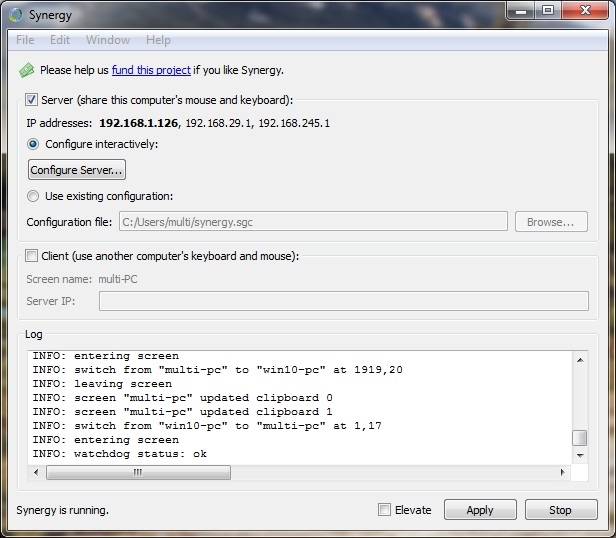 Synergy
File Edit Window Help
Please help us fund this project if you like Synergy.
Server (share this computer's mouse and keyboard):
IP addresses: 192.168.1.126, 192.168.29.1, 192.168.245.1
Configure interactively:
Configure Server...
Use existing configuration:
Configuration file: C:/Users/multi/synergy.sgc Browse...
Client (use another computer's keyboard and mouse):
Screen name: multi-PC
Server IP:
Log
INFO: entering screen
INFO: switch from "multi-pc" to "win10-pc" at 1919,20
INFO: leaving screen
INFO: screen "multi-pc" updated clipboard 0
INFO: screen "multi-pc" updated clipboard 1
INFO: switch from "win10-pc" to "multi-pc" at 1,17
INFO: entering screen
INFO: watchdog status: ok
Synergy is running. Elevate Apply Stop